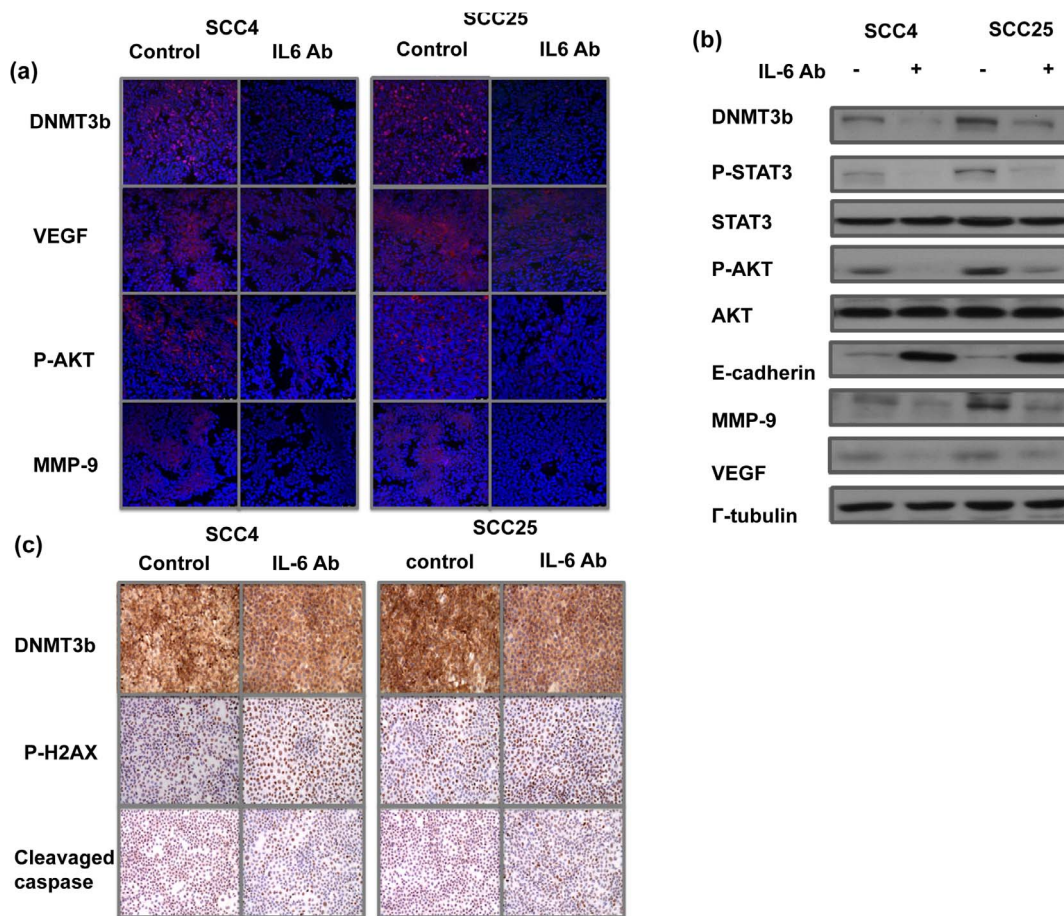 SCC4 SCC25
Control IL6 Ab Control IL6 Ab
(a)
DNMT3b
VEGF
P-AKT
MMP-9
(b)
SCC4 SCC25
IL-6 Ab - + - +
DNMT3b
P-STAT3
STAT3
P-AKT
AKT
E-cadherin
MMP-9
VEGF
Γ-tubulin
(c)
SCC4 SCC25
Control IL-6 Ab control IL-6 Ab
DNMT3b
P-H2AX
Cleavaged
caspase